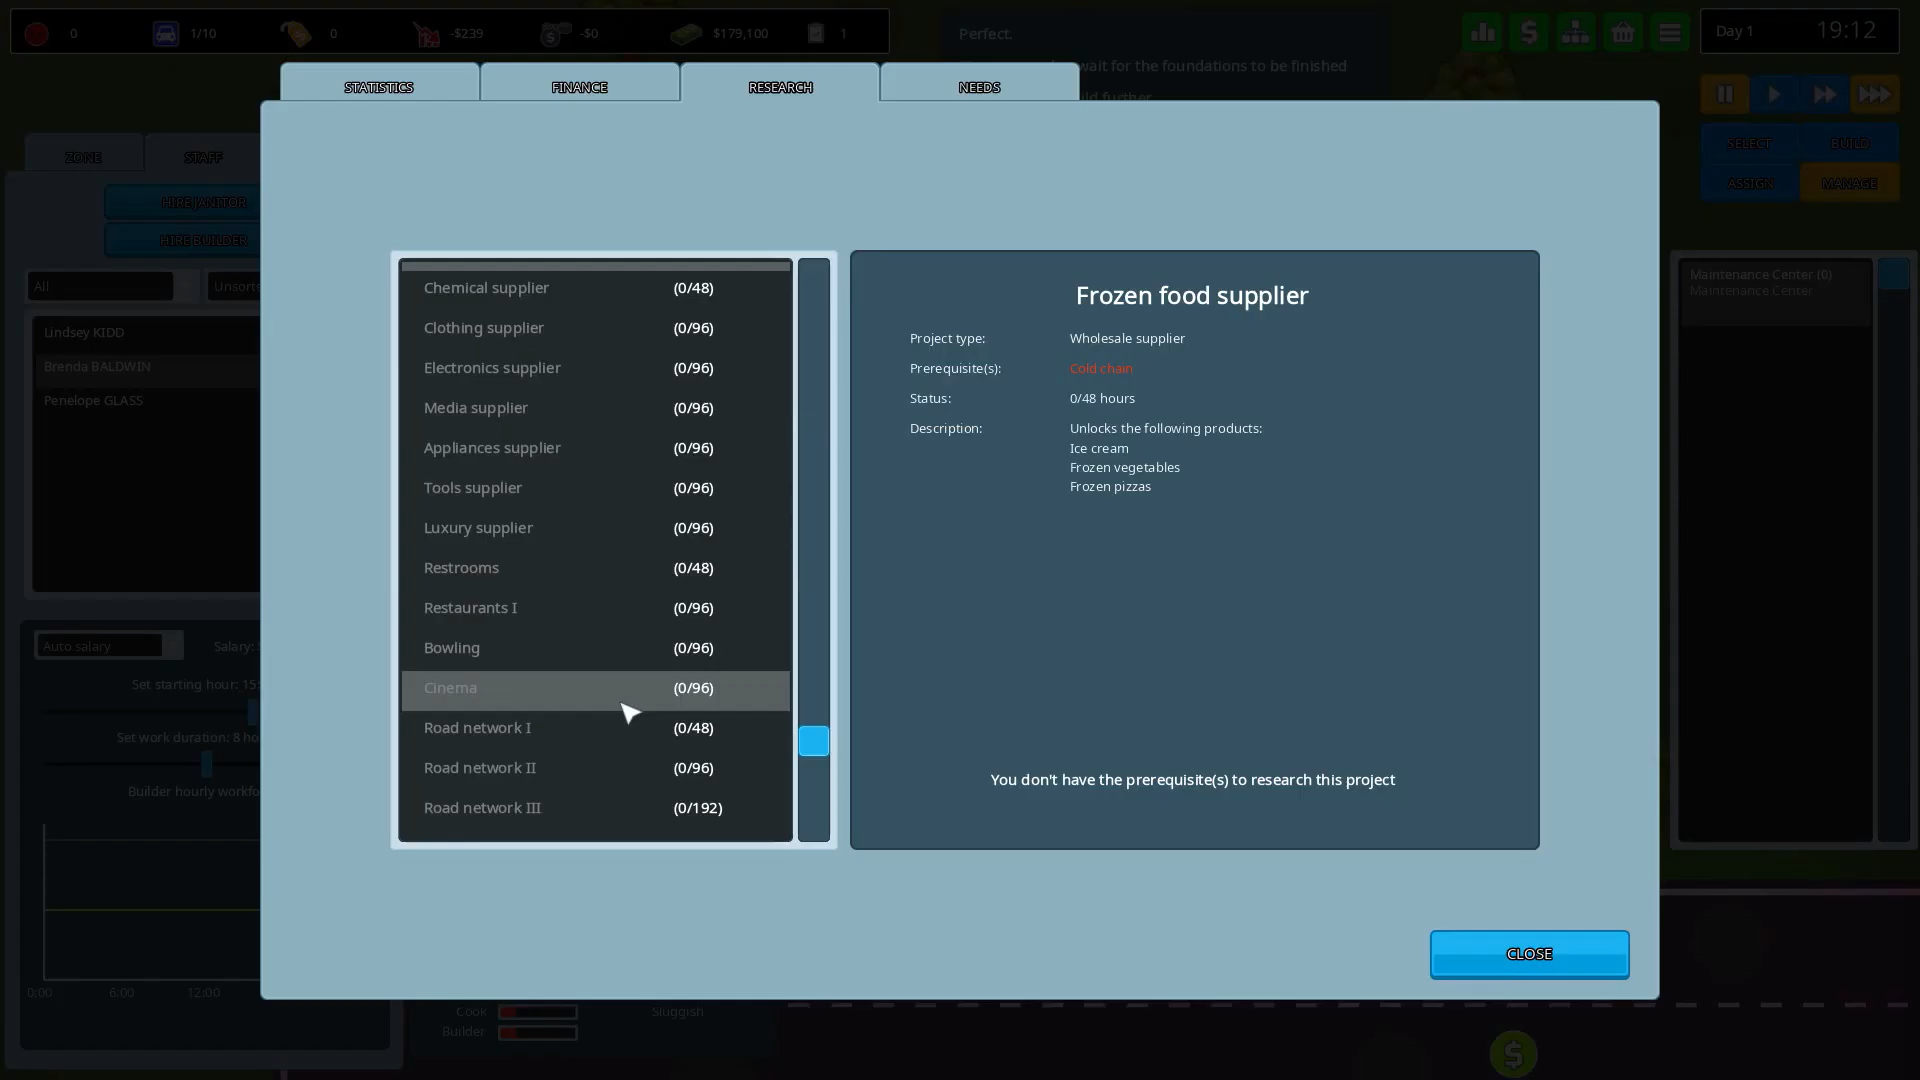 0
1/10
0
-$239
-$0
$179,100
1
Perfect.
wait for the foundations to be finished
Day 1
19:12
STATISTICS
FINANCE
RESEARCH
NEEDS
ZONE
STAFF
HIRE JANITOR
HIRE BUILDER
All
Lindsey KIDD
Brenda BALDWIN
Penelope GLASS
Auto salary
Salary:
Set starting hour:
Set work duration: 8
Builder hourly
0:00
6:00
12:00
Chemical supplier (0/48)
Clothing supplier (0/96)
Electronics supplier (0/96)
Media supplier (0/96)
Appliances supplier (0/96)
Tools supplier (0/96)
Luxury supplier (0/96)
Restrooms (0/48)
Restaurants I (0/96)
Bowling (0/96)
Cinema (0/96)
Road network I (0/48)
Road network II (0/96)
Road network III (0/192)
Frozen food supplier
Project type: Wholesale supplier
Prerequisite(s): Cold chain
Status: 0/48 hours
Description: Unlocks the following products:
Ice cream
Frozen vegetables
Frozen pizzas
You don't have the prerequisite(s) to research this project
CLOSE
SELECT
BUILD
ASSIGN
MANAGE
Maintenance Center (0)
Maintenance Center
Cook
Sluggish
Builder